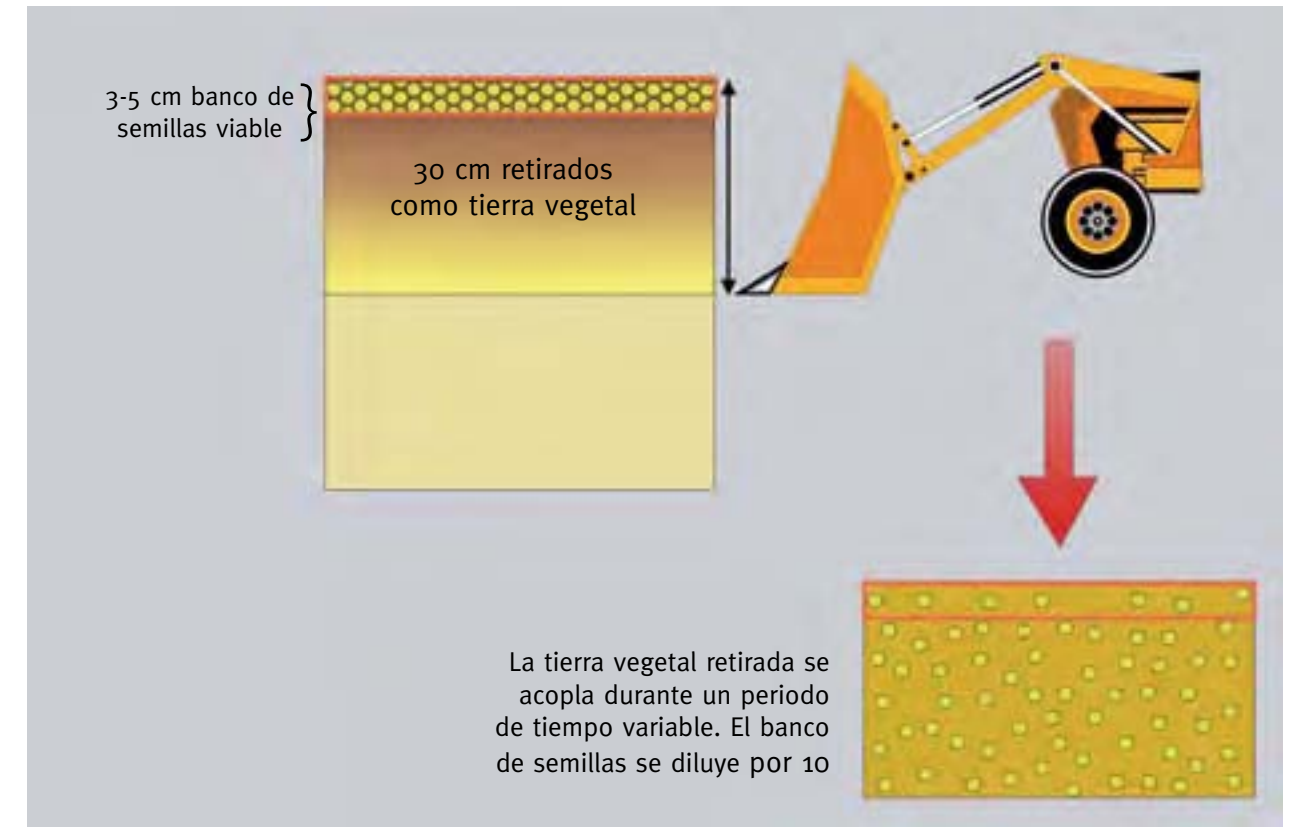 3-5 cm banco de
semillas viable
30 cm retirados
como tierra vegetal
La tierra vegetal retirada se
acopla durante un periodo
de tiempo variable. El banco
de semillas se diluye por 10